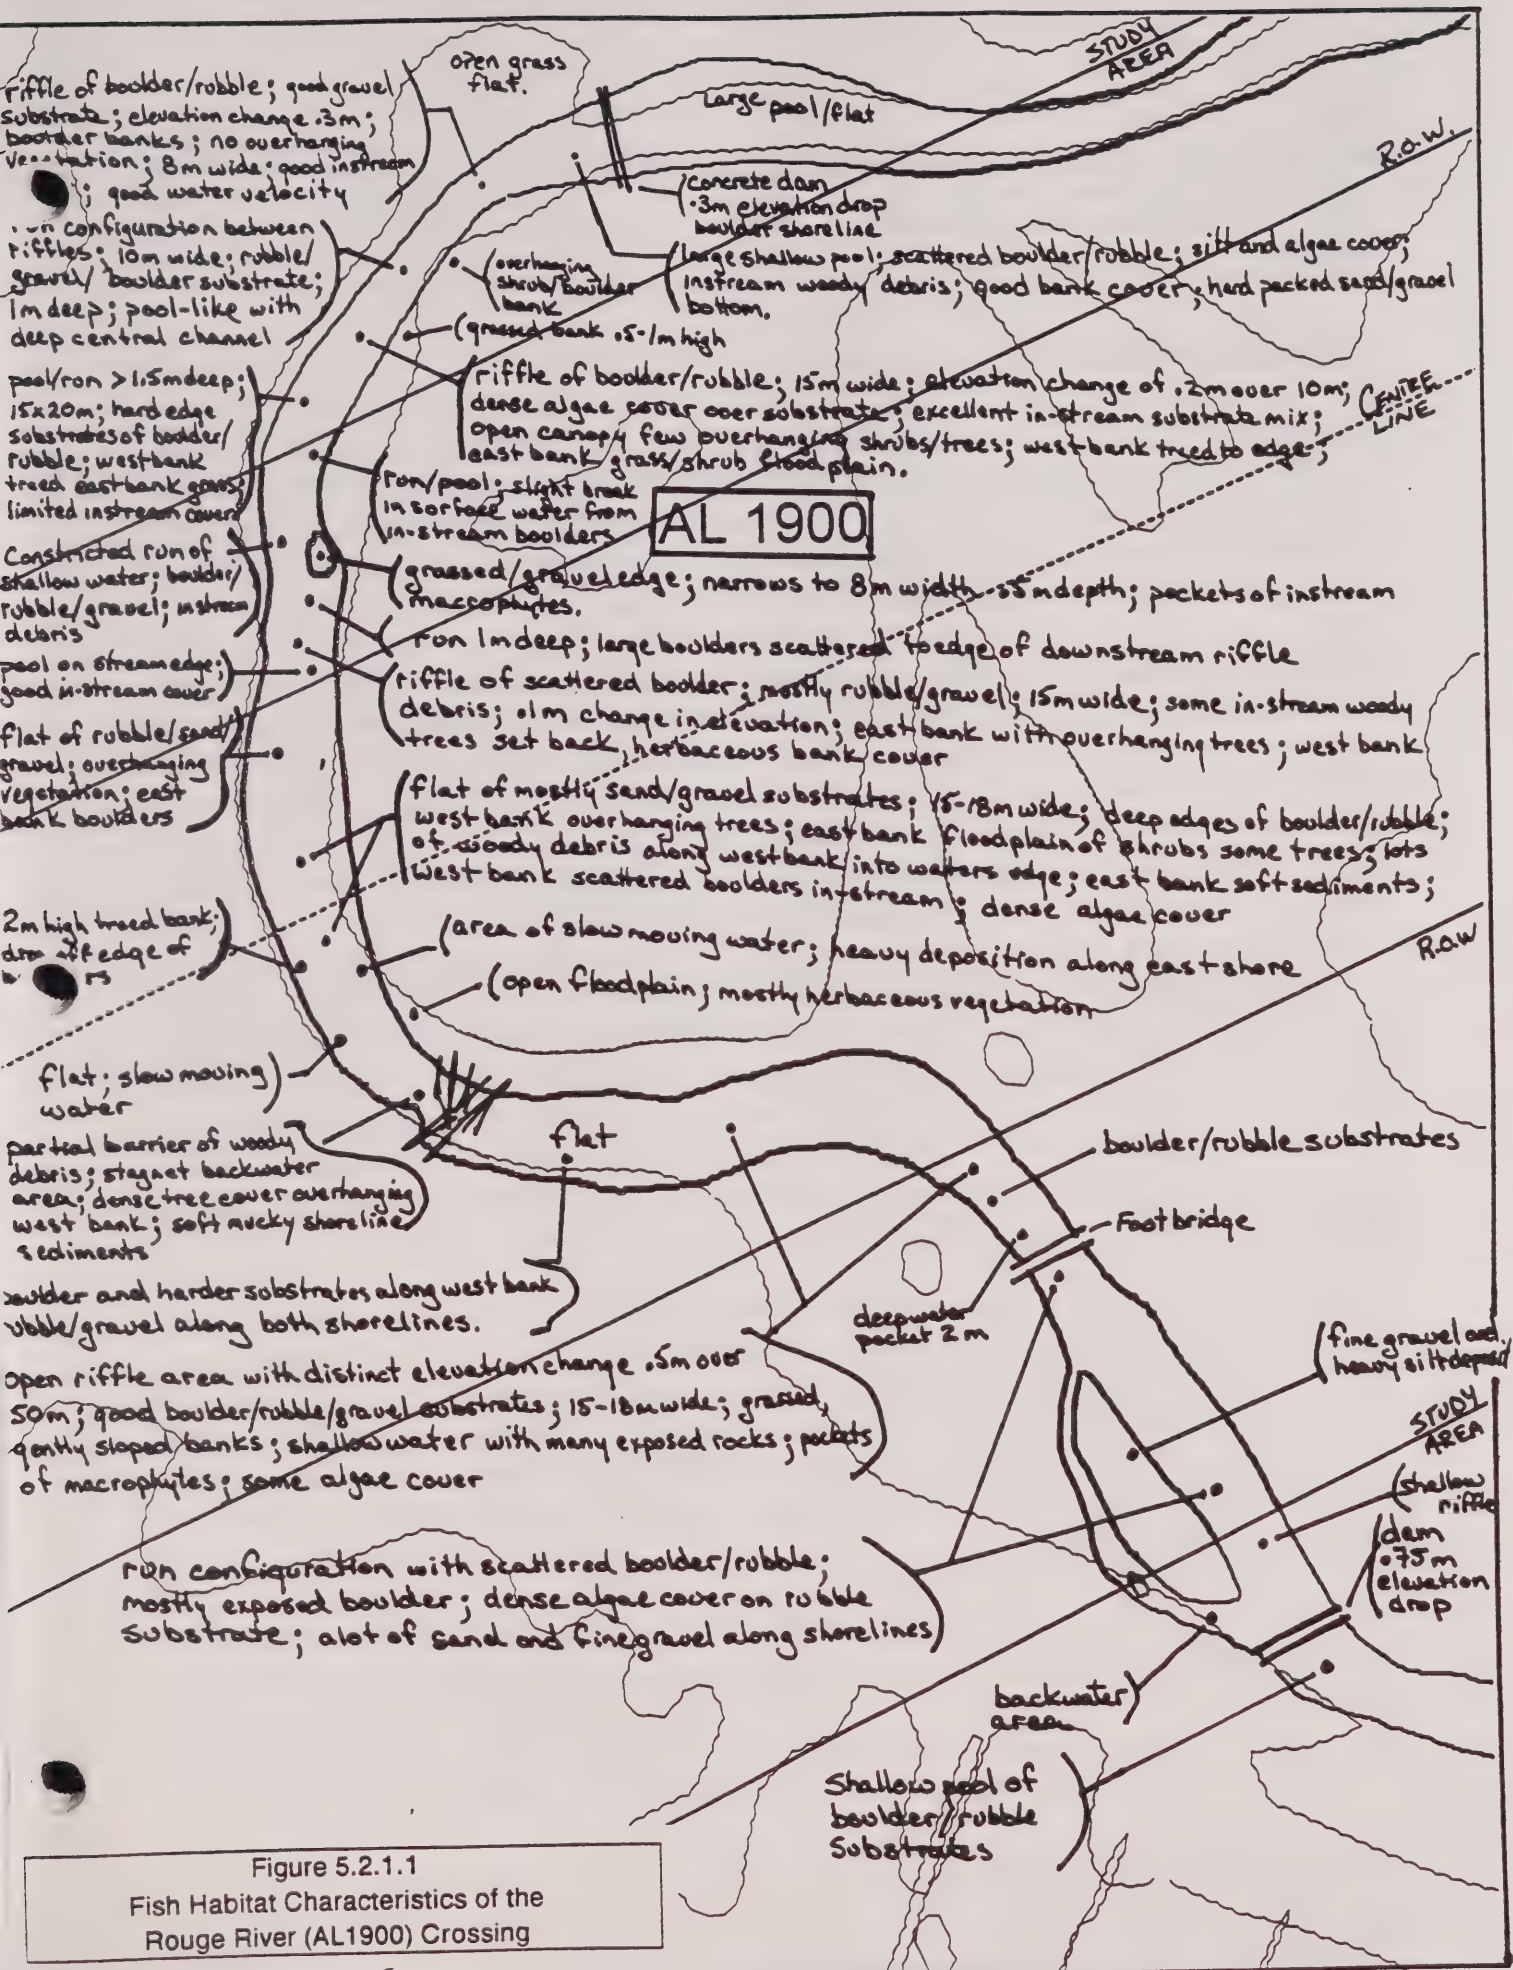 STUDY
AREA
open grass
flat.
Large pool/flat
R.O.W.
riffle of boulder/rubble; good gravel
substrate; elevation change .3m;
boulder banks; no overhanging
8m wide; good instream
; good water velocity
concrete dam
.3m elevation drop
boulder shoreline
configuration between
riffles; 10m wide; rubble/
gravel/ boulder substrate;
1m deep; pool-like with
deep central channel
overhanging
shrub/boulder
bank
large shallow pool; scattered boulder/rubble; silt and algae cover;
instream woody debris; good bank cover; hard packed sand/gravel
bottom.
grassed bank .5-1m high
pool/run >1.5m deep;
15x20m; hard edge
substrates of boulder/
rubble; west bank
treed east bank grass;
limited instream cover
riffle of boulder/rubble; 15m wide; elevation change of .2m over 10m;
dense algae cover over substrate; excellent in-stream substrate mix;
open canopy few overhanging shrubs/trees; west bank treed to edge;
east bank grass/shrub flood plain.
CENTRE
LINE
run/pool; slight break
in surface water from
in-stream boulders
AL 1900
Constricted run of
shallow water; boulder/
rubble/gravel; instream
debris
grassed/gravel edge; narrows to 8m width .5m depth; pockets of instream
macrophytes.
run 1m deep; large boulders scattered to edge of downstream riffle
pool on stream edge;
good in-stream cover
riffle of scattered boulder; mostly rubble/gravel; 15m wide; some in-stream woody
debris; .1m change in elevation; east bank with overhanging trees; west bank
trees set back, herbaceous bank cover
flat of rubble/sand/
gravel; overhanging
vegetation; east
bank boulders
flat of mostly sand/gravel substrates; 15-18m wide; deep edges of boulder/rubble;
west bank overhanging trees; east bank floodplain of shrubs some trees; lots
of woody debris along west bank into waters edge; east bank soft sediments;
west bank scattered boulders in-stream; dense algae cover
2m high treed bank;
edge of
area of slow moving water; heavy deposition along east shore
R.O.W
(open floodplain; mostly herbaceous vegetation
flat; slow moving
water
partial barrier of woody
debris; stagnet backwater
area; dense tree cover overhanging
west bank; soft mucky shoreline
sediments
flat
boulder/rubble substrates
Footbridge
boulder and harder substrates along west bank
rubble/gravel along both shorelines.
deepwater
pocket 2m
fine gravel and
heavy silt deposit
Open riffle area with distinct elevation change .5m over
50m; good boulder/rubble/gravel substrates; 15-18m wide; grassed,
gently sloped banks; shallow water with many exposed rocks; pockets
of macrophytes; some algae cover
STUDY
AREA
shallow
riffle
dam
.75m
elevation
drop
run configuration with scattered boulder/rubble;
mostly exposed boulder; dense algae cover on rubble
substrate; alot of sand and fine gravel along shorelines
backwater
area
Shallow pool of
boulder/rubble
substrates
Figure 5.2.1.1
Fish Habitat Characteristics of the
Rouge River (AL1900) Crossing